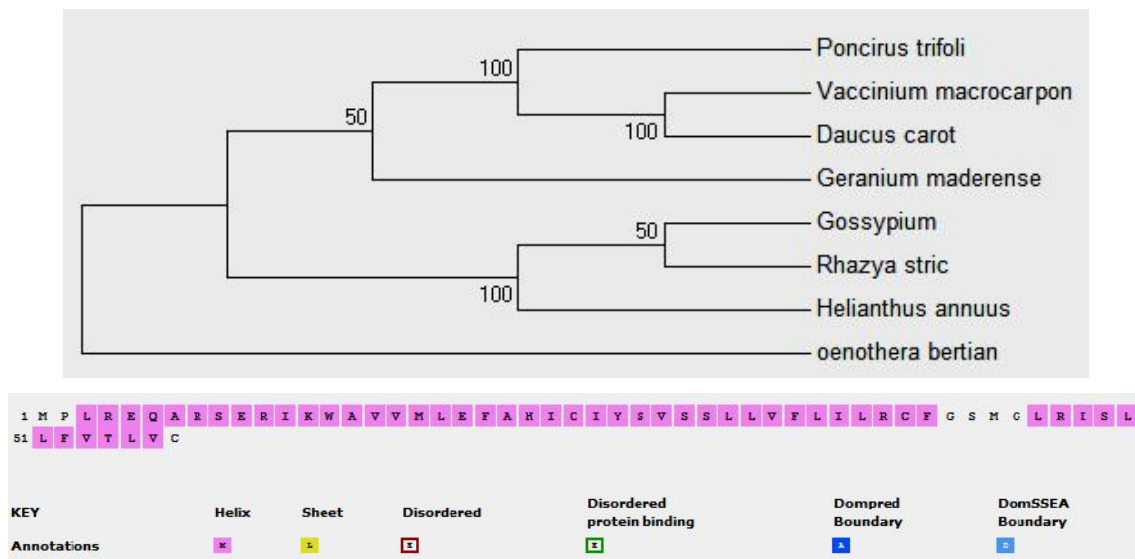 Poncirus trifoli
100
Vaccinium macrocarpon
50
100
Daucus carot
Geranium maderense
50
Gossypium
Rhazya stric
100
Helianthus annuus
oenothera bertian
1 M P L R E Q A R S E R I K W A V V M L E F A H I C I Y S V S S L L V F L I L R C F G S M G L R I S L
51 L F V T L V C
KEY Helix Sheet Disordered Disordered protein binding Dompred Boundary DomSSEA Boundary
Annotations